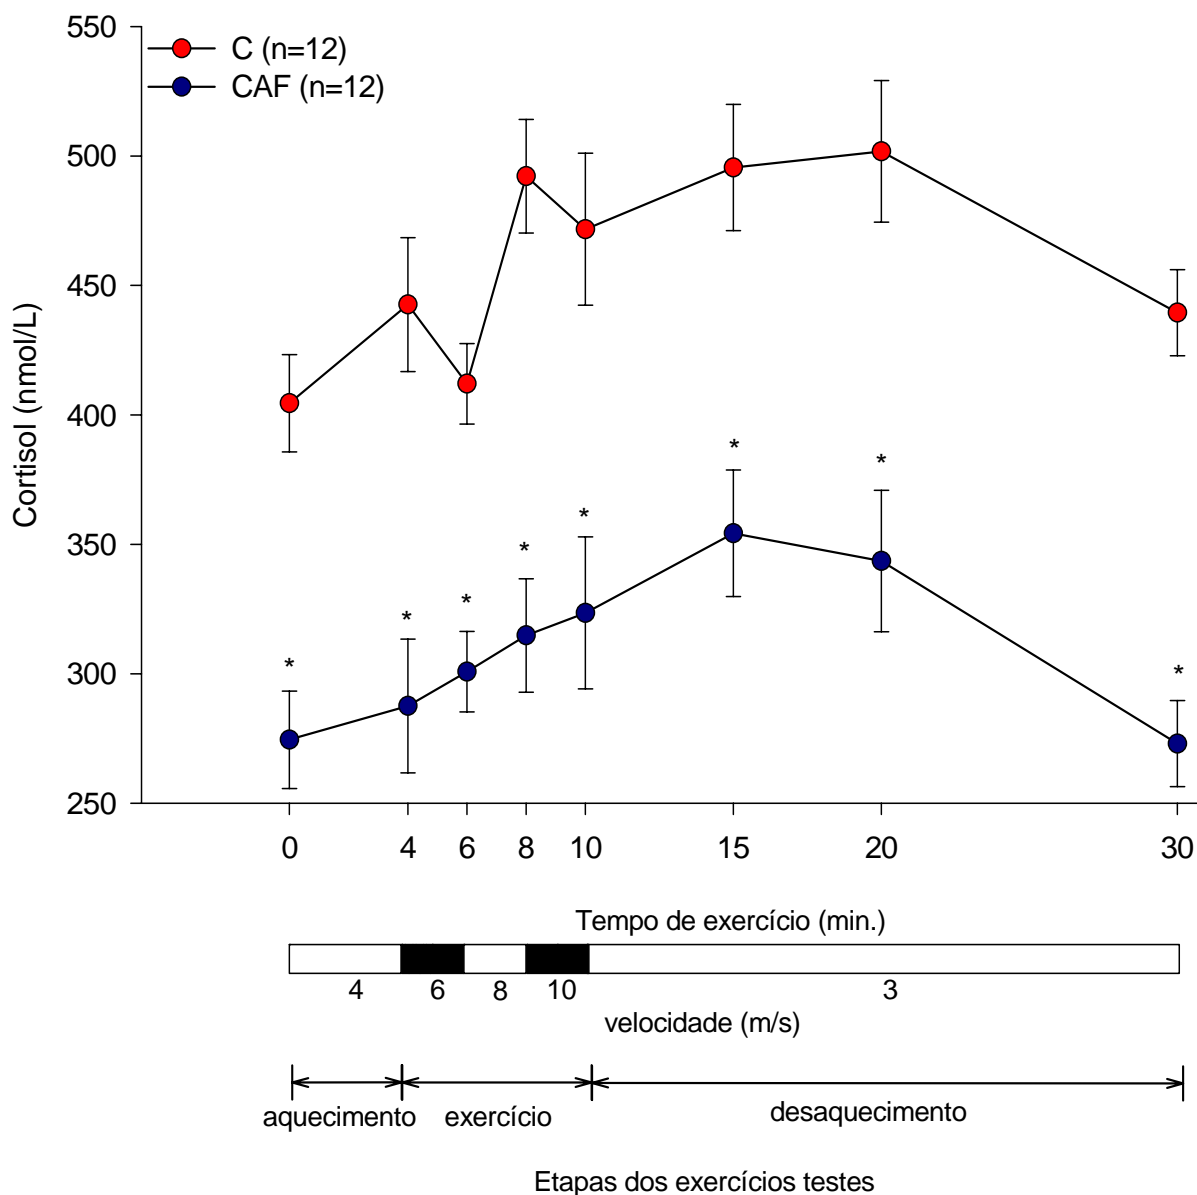 550
500
450
400
350
300
250
Cortisol (nmol/L)
C (n=12)
CAF (n=12)
*
*
*
*
*
*
*
*
0 4 6 8 10 15 20 30
Tempo de exercício (min.)
4 6 8 10 3
velocidade (m/s)
aquecimento exercício desaquecimento
Etapas dos exercícios testes